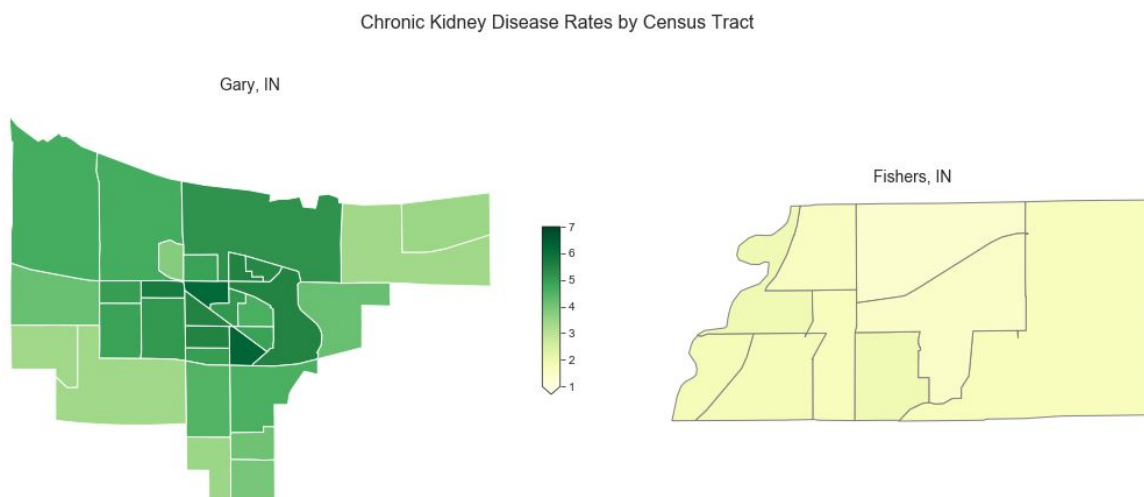 Chronic Kidney Disease Rates by Census Tract
Gary, IN
Fishers, IN
7
6
5
4
3
2
1